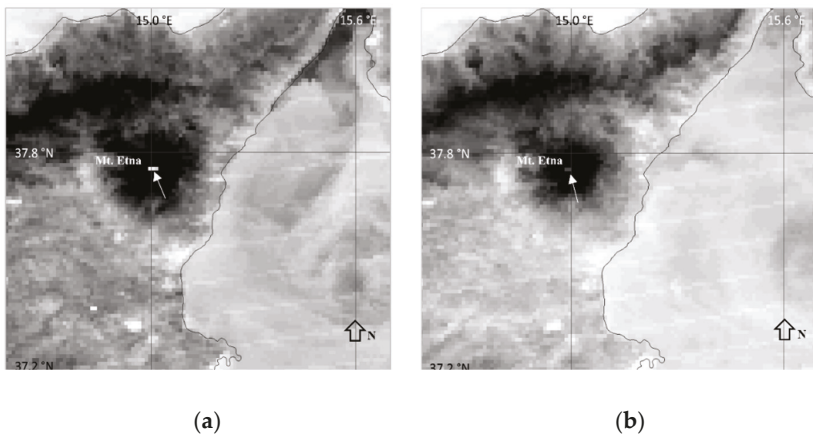 15.0 °E 15.6 °E
37.8 °N
Mt. Etna
N
37.2 °N
(a)
15.0 °E 15.6 °E
37.8 °N
Mt. Etna
N
37.2 °N
(b)